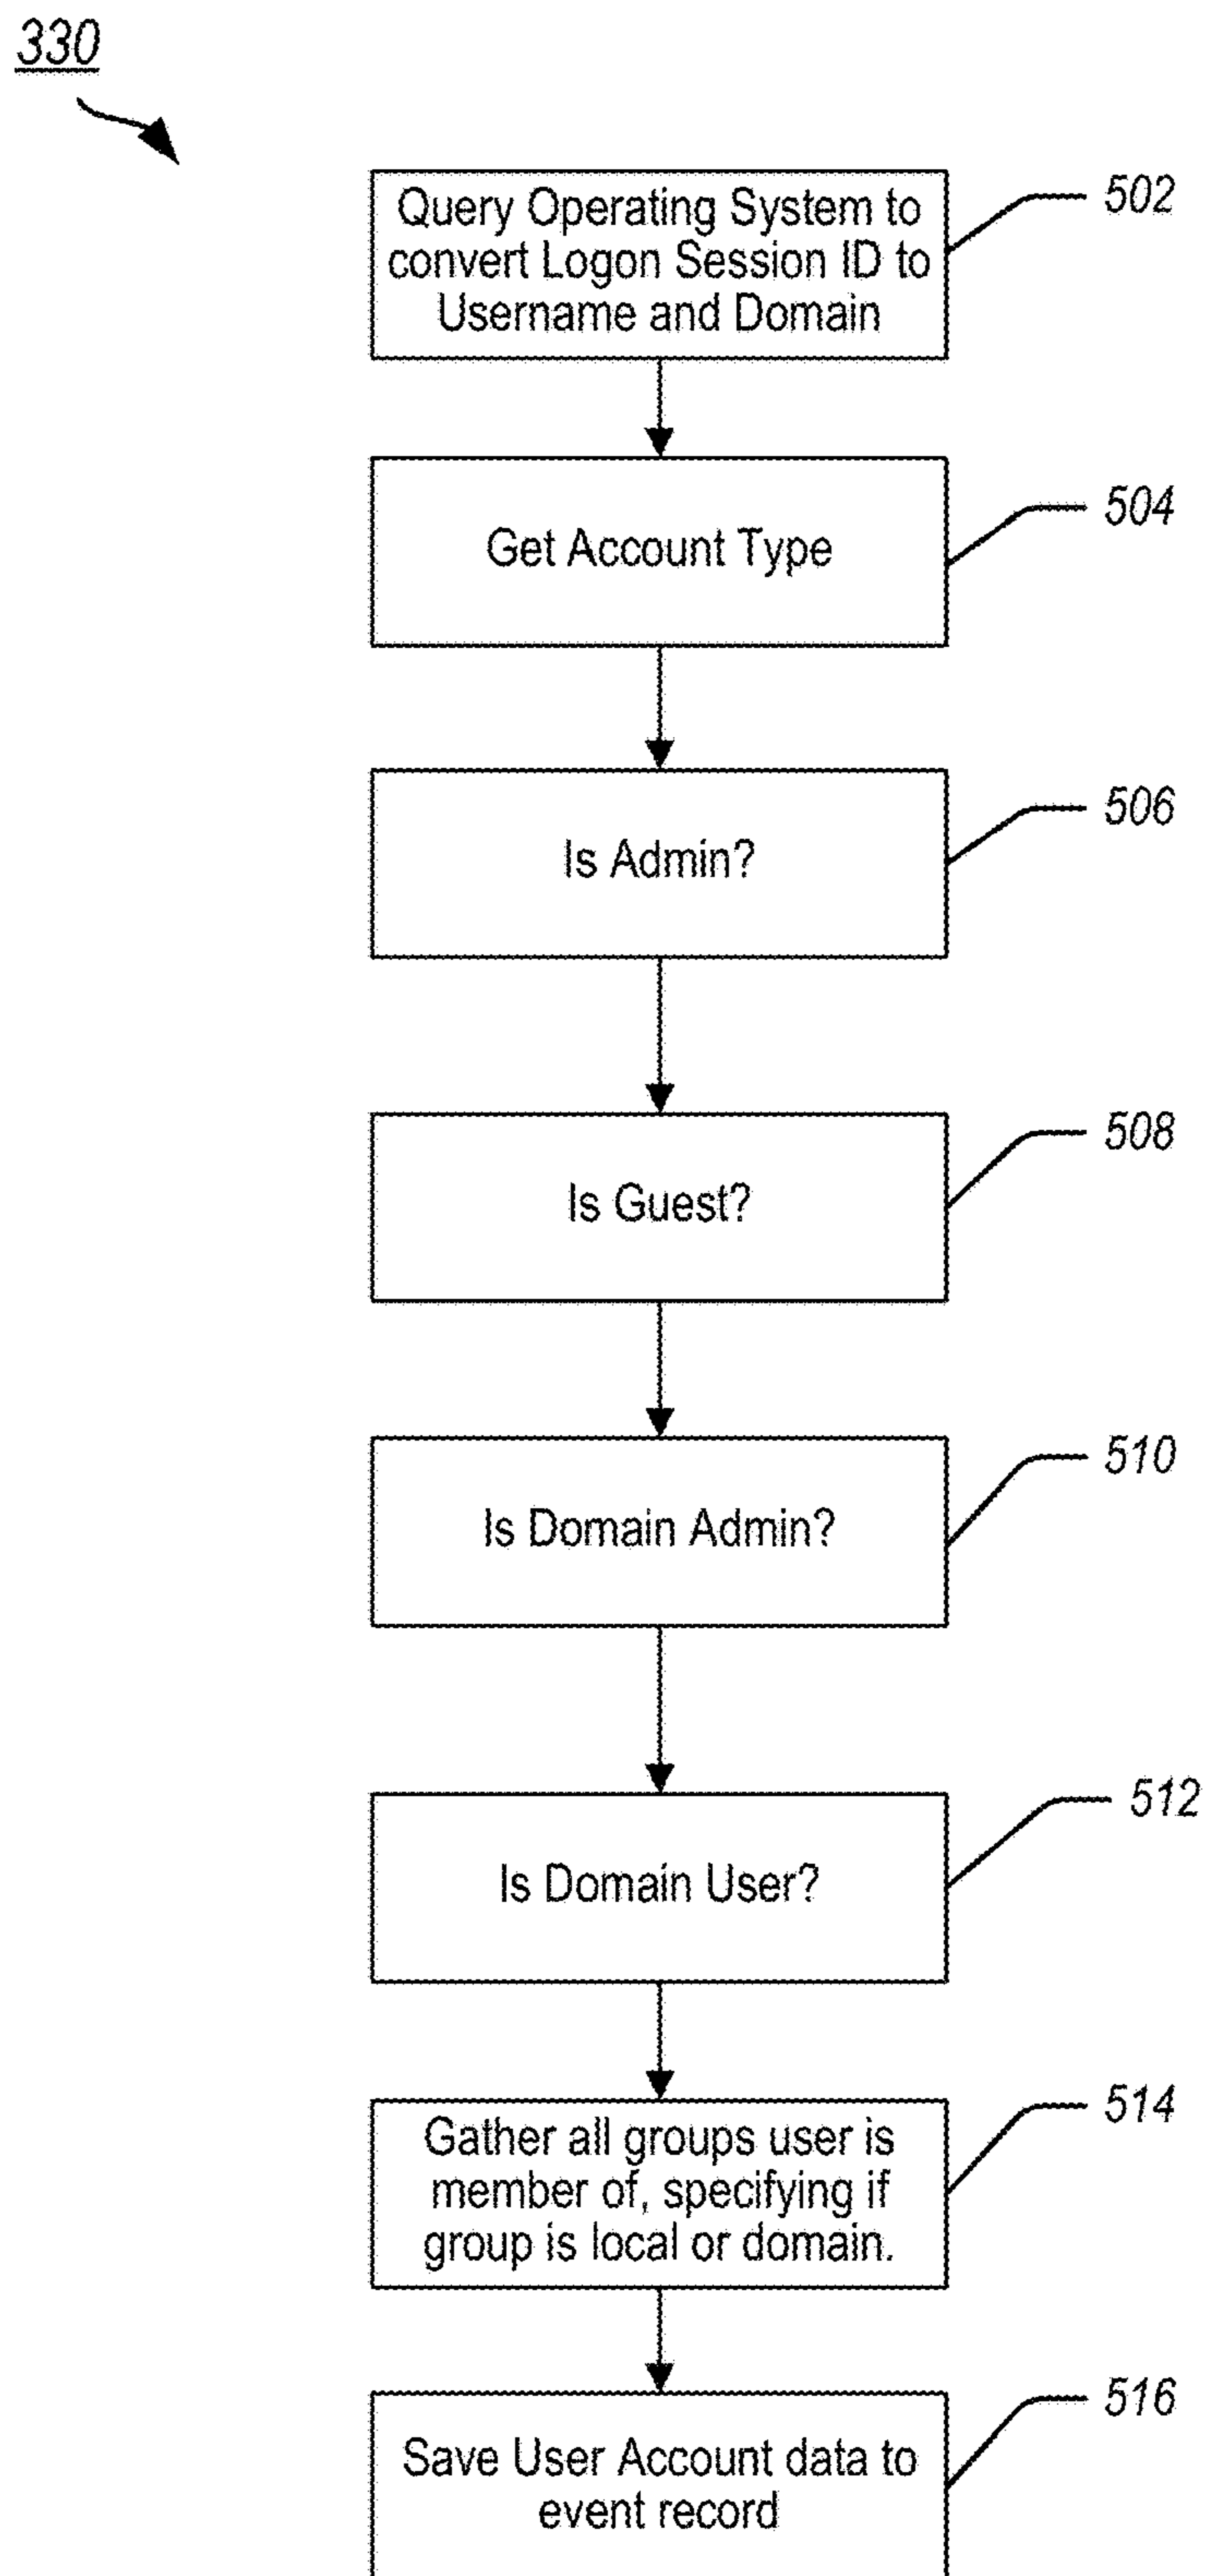 330
Query Operating System to
convert Logon Session ID to
Username and Domain
502
Get Account Type
504
Is Admin?
506
Is Guest?
508
Is Domain Admin?
510
Is Domain User?
512
Gather all groups user is
member of, specifying if
group is local or domain.
514
Save User Account data to
event record
516